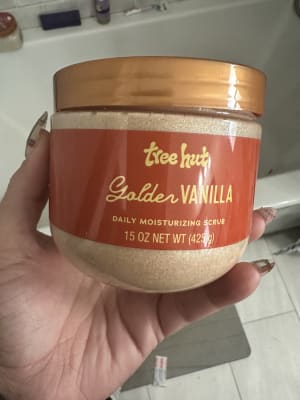 tree hut
Golden VANILLA
DAILY MOISTURIZING SCRUB
15 OZ NET WT (425g)